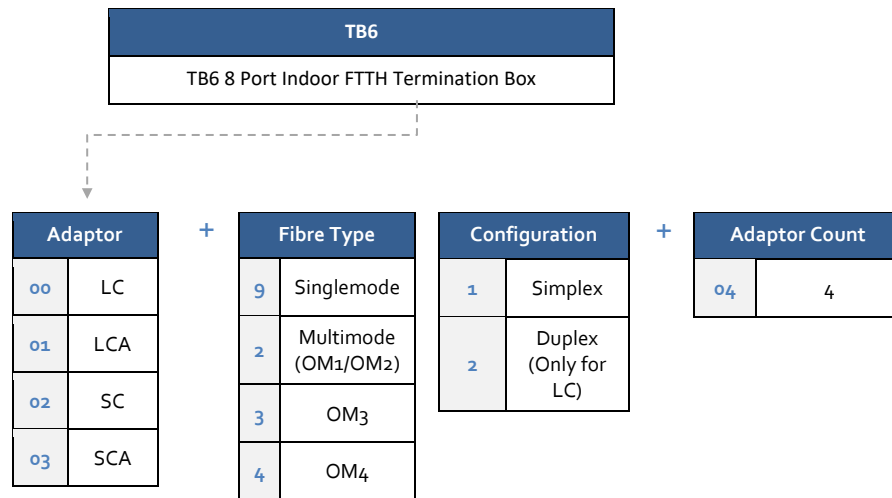 TB6
TB6 8 Port Indoor FTTH Termination Box
Adaptor
+
Fibre Type
Configuration
+
Adaptor Count
00 LC
01 LCA
02 SC
03 SCA
9 Singlemode
2 Multimode
(OM1/OM2)
3 OM3
4 OM4
1 Simplex
2 Duplex
(Only for
LC)
04 4